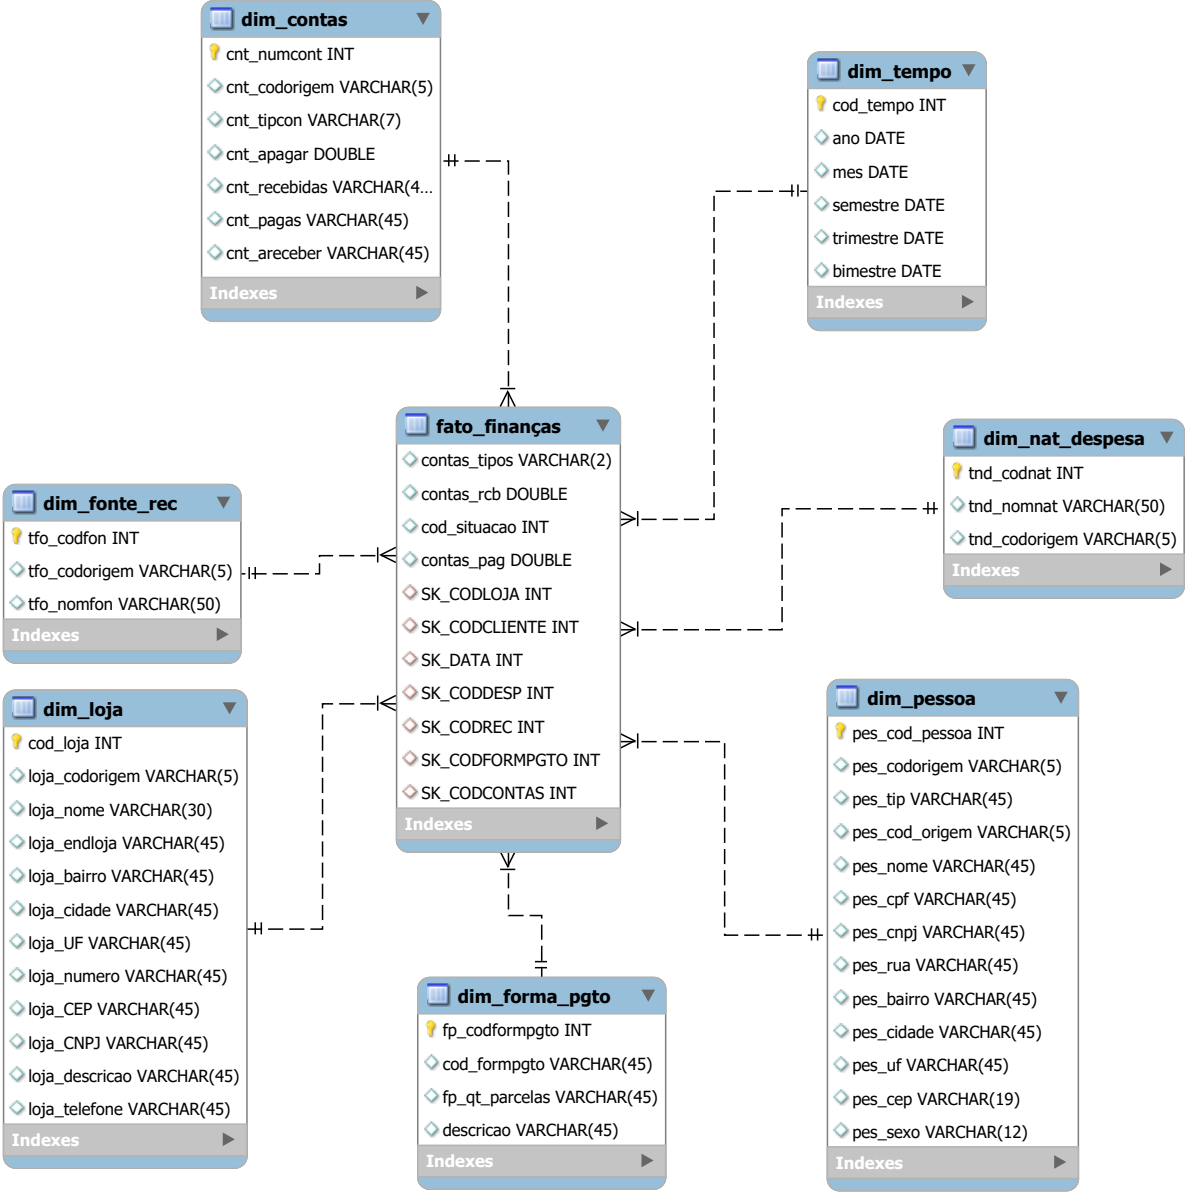 dim_contas
cnt_numcont INT
cnt_codorigem VARCHAR(5)
cnt_tipcon VARCHAR(7)
cnt_apagar DOUBLE
cnt_recebidas VARCHAR(4...
cnt_pagas VARCHAR(45)
cnt_areceber VARCHAR(45)
Indexes
dim_tempo
cod_tempo INT
ano DATE
mes DATE
semestre DATE
trimestre DATE
bimestre DATE
Indexes
fato_finanças
contas_tipos VARCHAR(2)
contas_rcb DOUBLE
cod_situacao INT
contas_pag DOUBLE
SK_CODLOJA INT
SK_CODCLIENTE INT
SK_DATA INT
SK_CODDESP INT
SK_CODREC INT
SK_CODFORMPGTO INT
SK_CODCONTAS INT
Indexes
dim_nat_despesa
tnd_codnat INT
tnd_nomnat VARCHAR(50)
tnd_codorigem VARCHAR(5)
Indexes
dim_fonte_rec
tfo_codfon INT
tfo_codorigem VARCHAR(5)
tfo_nomfon VARCHAR(50)
Indexes
dim_loja
cod_loja INT
loja_codorigem VARCHAR(5)
loja_nome VARCHAR(30)
loja_endloja VARCHAR(45)
loja_bairro VARCHAR(45)
loja_cidade VARCHAR(45)
loja_UF VARCHAR(45)
loja_numero VARCHAR(45)
loja_CEP VARCHAR(45)
loja_CNPJ VARCHAR(45)
loja_descricao VARCHAR(45)
loja_telefone VARCHAR(45)
Indexes
dim_pessoa
pes_cod_pessoa INT
pes_codorigem VARCHAR(5)
pes_tip VARCHAR(45)
pes_cod_origem VARCHAR(5)
pes_nome VARCHAR(45)
pes_cpf VARCHAR(45)
pes_cnpj VARCHAR(45)
pes_rua VARCHAR(45)
pes_bairro VARCHAR(45)
pes_cidade VARCHAR(45)
pes_uf VARCHAR(45)
pes_cep VARCHAR(19)
pes_sexo VARCHAR(12)
Indexes
dim_forma_pgto
fp_codformpgto INT
cod_formpgto VARCHAR(45)
fp_qt_parcelas VARCHAR(45)
descricao VARCHAR(45)
Indexes